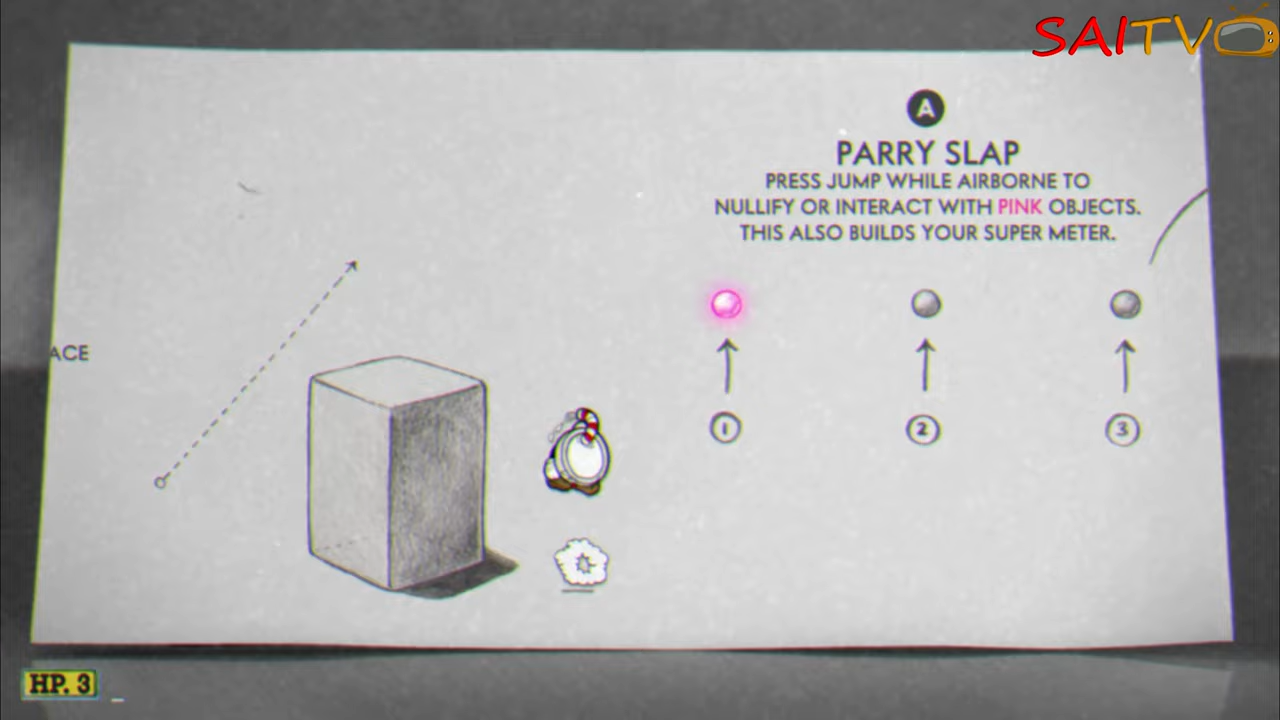 SAITV
A
PARRY SLAP
PRESS JUMP WHILE AIRBORNE TO
NULLIFY OR INTERACT WITH PINK OBJECTS.
THIS ALSO BUILDS YOUR SUPER METER.
ACE
1 2 3
HP. 3